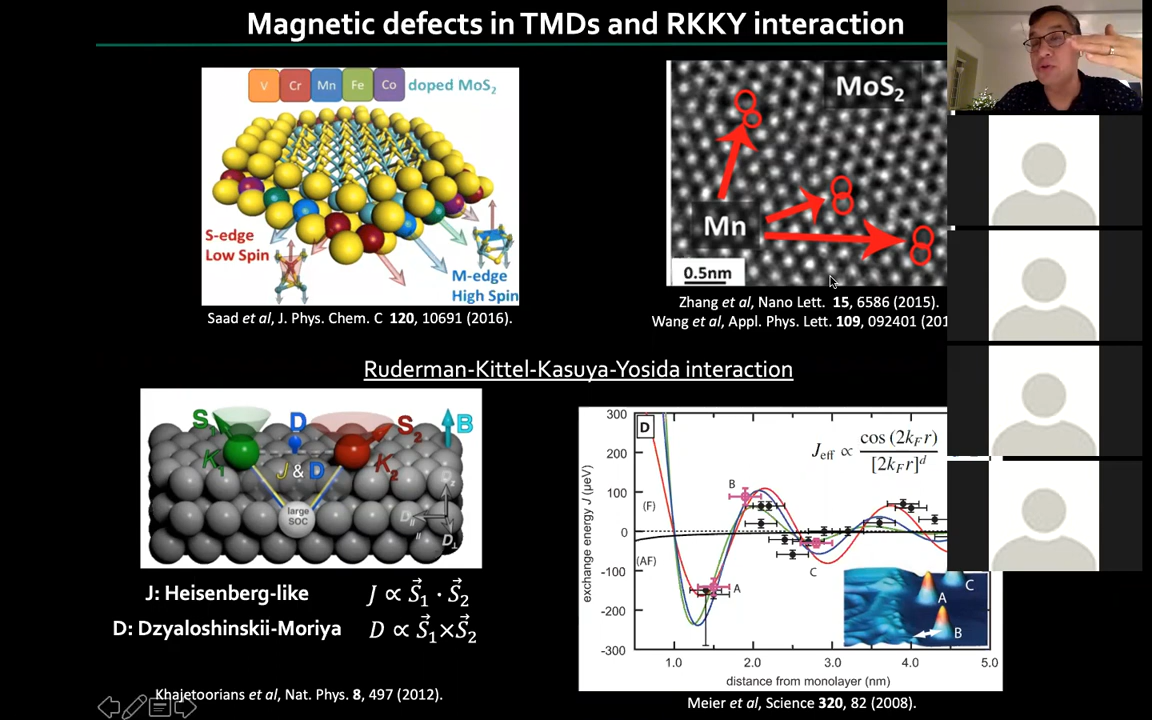 Magnetic defects in TMDs and RKKY interaction
V Cr Mn Fe Co doped MoS₂
S-edge
Low Spin
M-edge
High Spin
Saad et al, J. Phys. Chem. C 120, 10691 (2016).
MoS₂
Mn
0.5nm
Zhang et al, Nano Lett. 15, 6586 (2015).
Wang et al, Appl. Phys. Lett. 109, 092401 (201
Ruderman-Kittel-Kasuya-Yosida interaction
D
B
S₂
K₁
K₂
J & D
large
SOC
D∥
D⊥
J: Heisenberg-like J ∝ S⃗₁ · S⃗₂
D: Dzyaloshinskii-Moriya D ∝ S⃗₁×S⃗₂
Khajetoorians et al, Nat. Phys. 8, 497 (2012).
D
J_eff ∝ cos (2k_F r) / [2k_F r]^d
exchange energy J (μeV)
300
200
100
0
-100
-200
-300
(F)
(AF)
A
B
C
A
B
C
1.0 2.0 3.0 4.0 5.0
distance from monolayer (nm)
Meier et al, Science 320, 82 (2008).